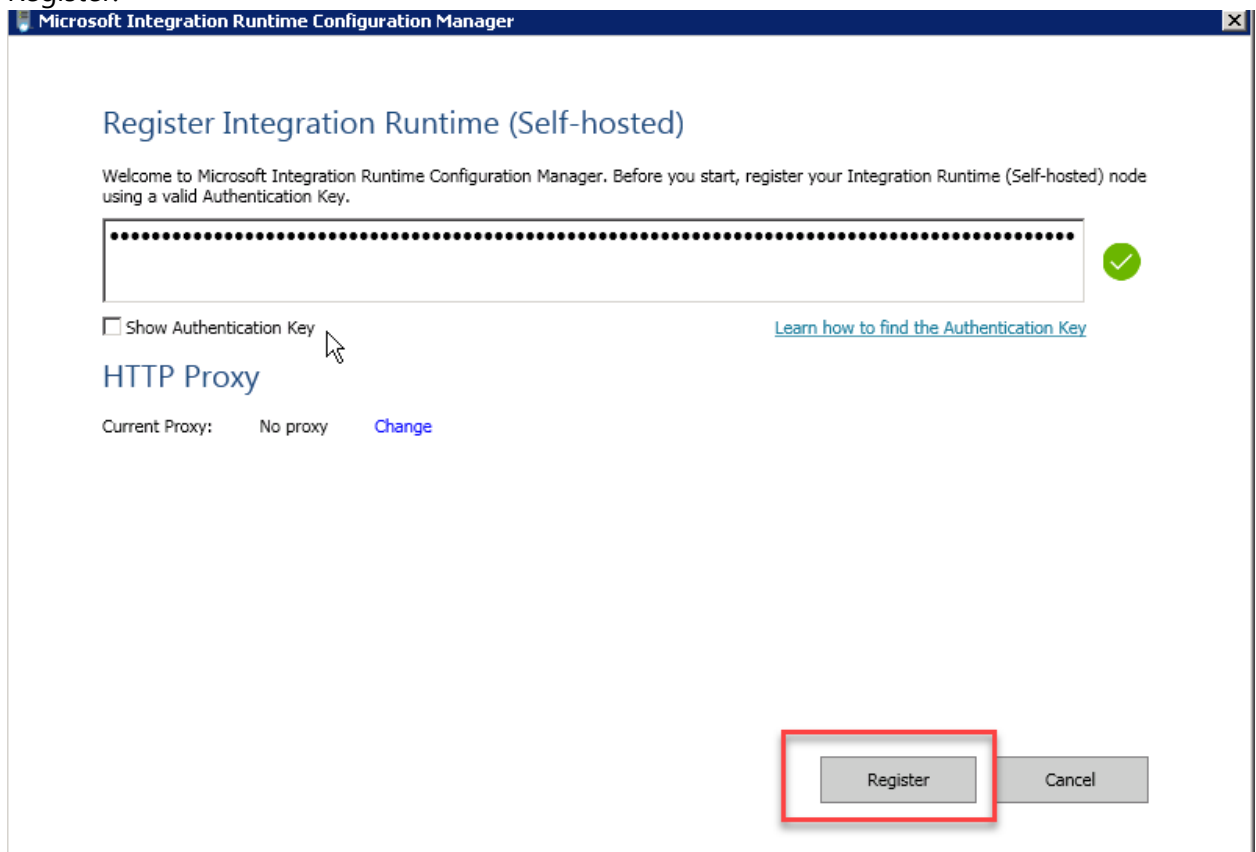 Register.
Microsoft Integration Runtime Configuration Manager
Register Integration Runtime (Self-hosted)
Welcome to Microsoft Integration Runtime Configuration Manager. Before you start, register your Integration Runtime (Self-hosted) node
using a valid Authentication Key.
••••••••••••••••••••••••••••••••••••••••••••••••••••••••••••••••••••••••••••••••••••••••••••
Show Authentication Key
Learn how to find the Authentication Key
HTTP Proxy
Current Proxy: No proxy Change
Register Cancel